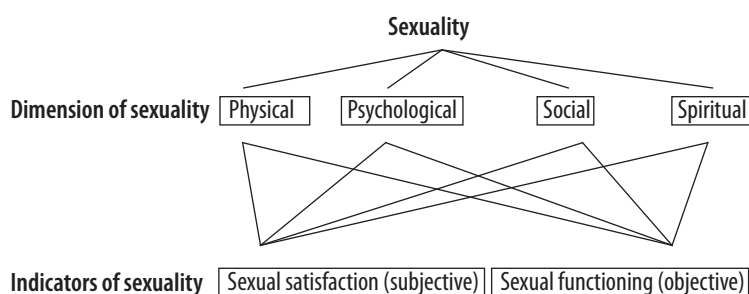 Sexuality
Dimension of sexuality Physical Psychological Social Spiritual
Indicators of sexuality Sexual satisfaction (subjective) Sexual functioning (objective)